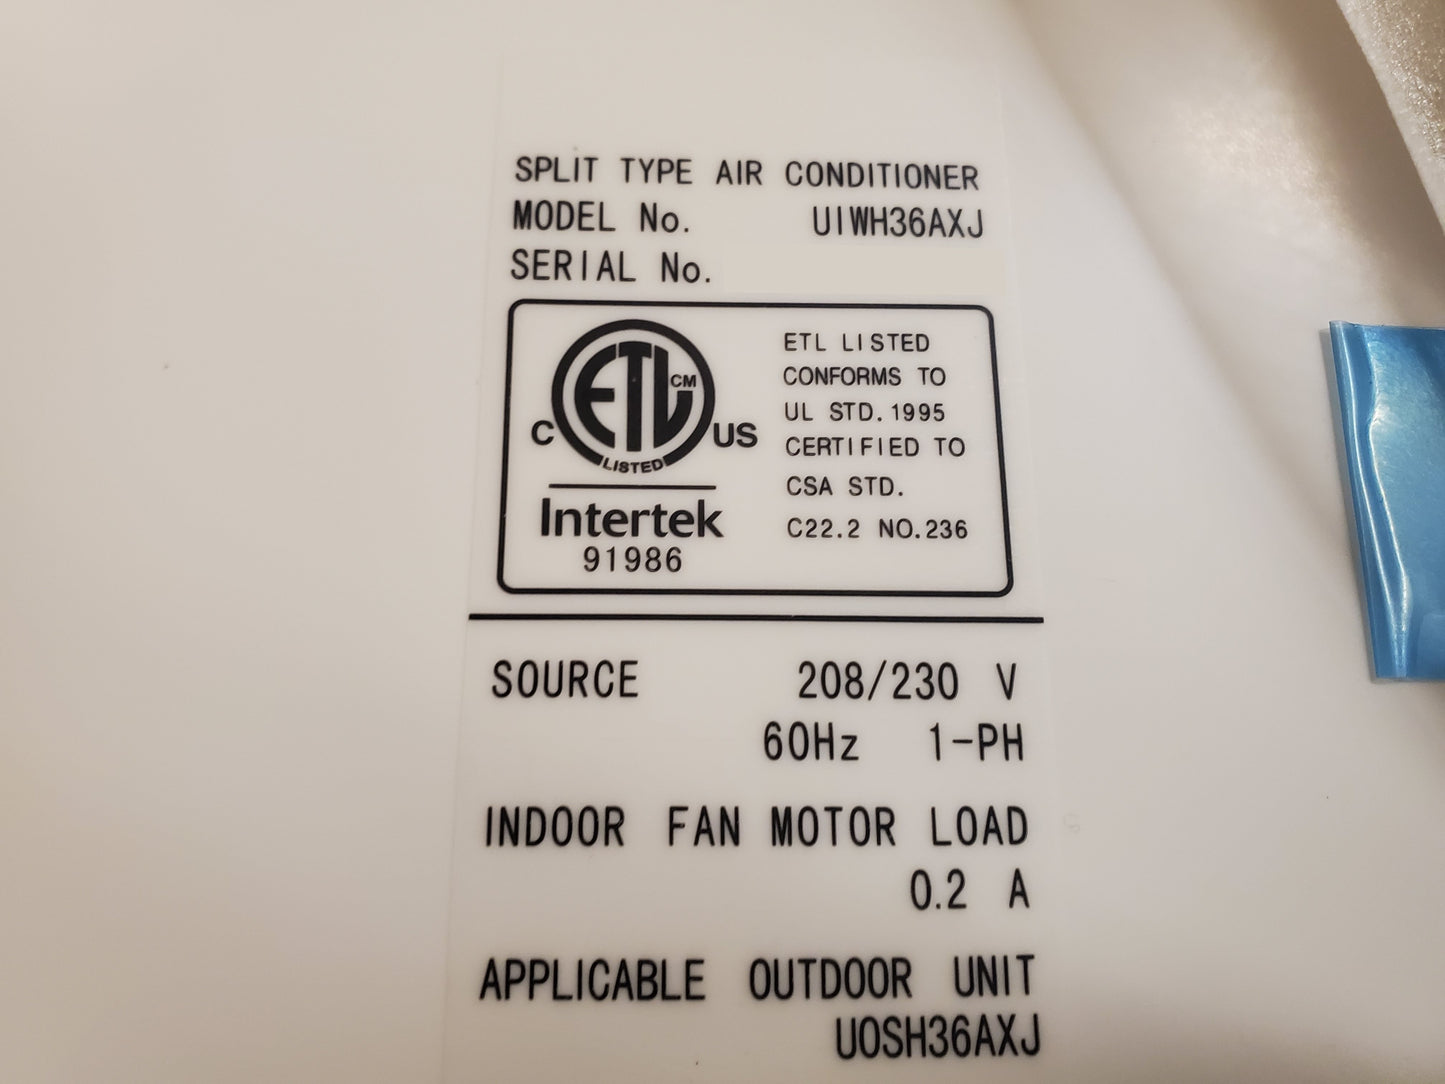 SPLIT TYPE AIR CONDITIONER
MODEL No. UIWH36AXJ
SERIAL No.
ETL CM
C US
LISTED
Intertek
91986
ETL LISTED
CONFORMS TO
UL STD. 1995
CERTIFIED TO
CSA STD.
C22.2 NO.236
SOURCE 208/230 V
60Hz 1-PH
INDOOR FAN MOTOR LOAD
0.2 A
APPLICABLE OUTDOOR UNIT
UOSH36AXJ